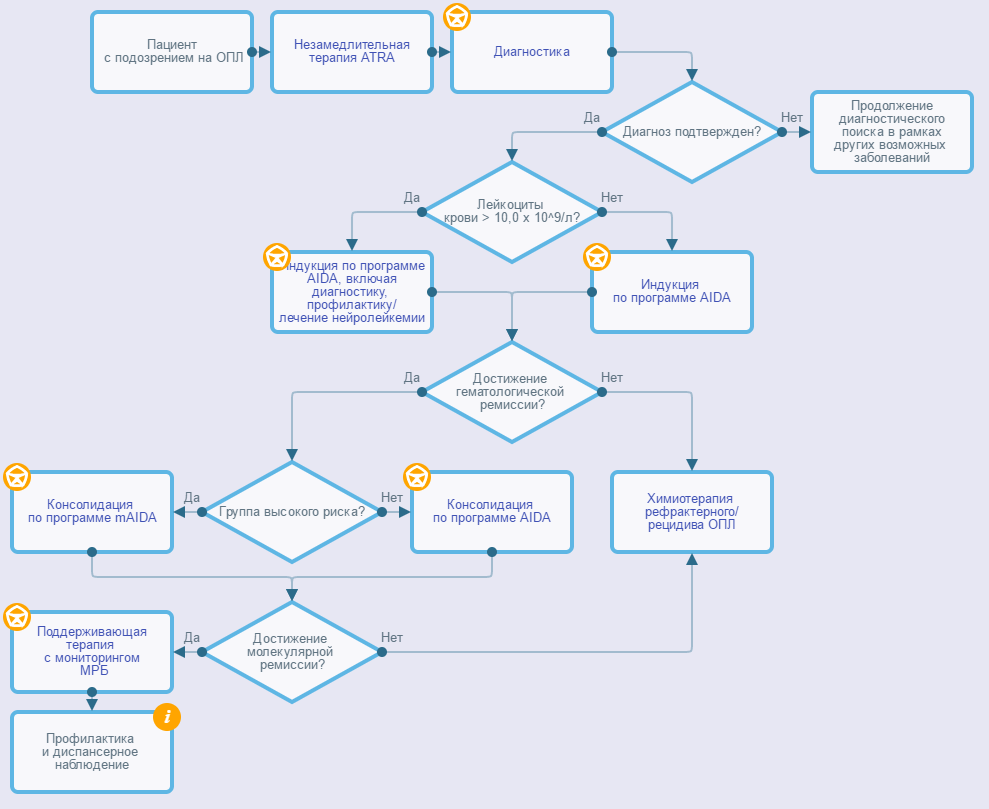 Пациент
с подозрением на ОПЛ
Незамедлительная
терапия ATRA
Диагностика
Да
Диагноз подтвержден?
Нет
Продолжение
диагностического
поиска в рамках
других возможных
заболеваний
Да
Лейкоциты
крови > 10,0 х 10^9/л?
Нет
Индукция по программе
AIDA, включая
диагностику,
профилактику/
лечение нейролейкемии
Индукция
по программе AIDA
Да
Достижение
гематологической
ремиссии?
Нет
Консолидация
по программе mAIDA
Да
Группа высокого риска?
Нет
Консолидация
по программе AIDA
Химиотерапия
рефрактерного/
рецидива ОПЛ
Поддерживающая
терапия
с мониторингом
МРБ
Да
Достижение
молекулярной
ремиссии?
Нет
i
Профилактика
и диспансерное
наблюдение